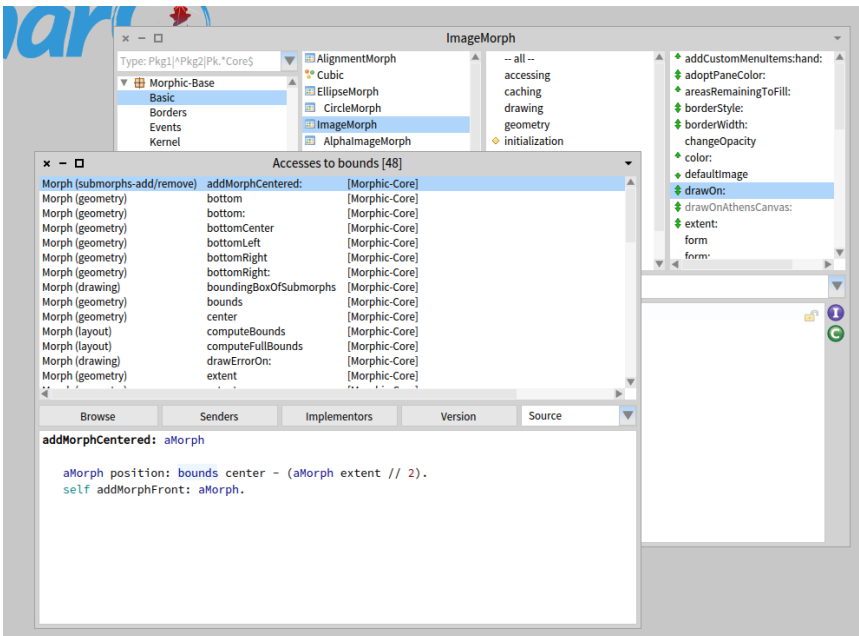 ImageMorph
Type: Pkg1|^Pkg2|Pk.*Core$
Morphic-Base
Basic
Borders
Events
Kernel
AlignmentMorph
Cubic
EllipseMorph
CircleMorph
ImageMorph
AlphaImageMorph
-- all --
accessing
caching
drawing
geometry
initialization
addCustomMenuItems:hand:
adoptPaneColor:
areasRemainingToFill:
borderStyle:
borderWidth:
changeOpacity
color:
defaultImage
drawOn:
drawOnAthensCanvas:
extent:
form
form:
I
C
Accesses to bounds [48]
Morph (submorphs-add/remove) addMorphCentered: [Morphic-Core]
Morph (geometry) bottom [Morphic-Core]
Morph (geometry) bottom: [Morphic-Core]
Morph (geometry) bottomCenter [Morphic-Core]
Morph (geometry) bottomLeft [Morphic-Core]
Morph (geometry) bottomRight [Morphic-Core]
Morph (geometry) bottomRight: [Morphic-Core]
Morph (drawing) boundingBoxOfSubmorphs [Morphic-Core]
Morph (geometry) bounds [Morphic-Core]
Morph (geometry) center [Morphic-Core]
Morph (layout) computeBounds [Morphic-Core]
Morph (layout) computeFullBounds [Morphic-Core]
Morph (drawing) drawErrorOn: [Morphic-Core]
Morph (geometry) extent [Morphic-Core]
Browse Senders Implementors Version Source
addMorphCentered: aMorph
aMorph position: bounds center - (aMorph extent // 2).
self addMorphFront: aMorph.